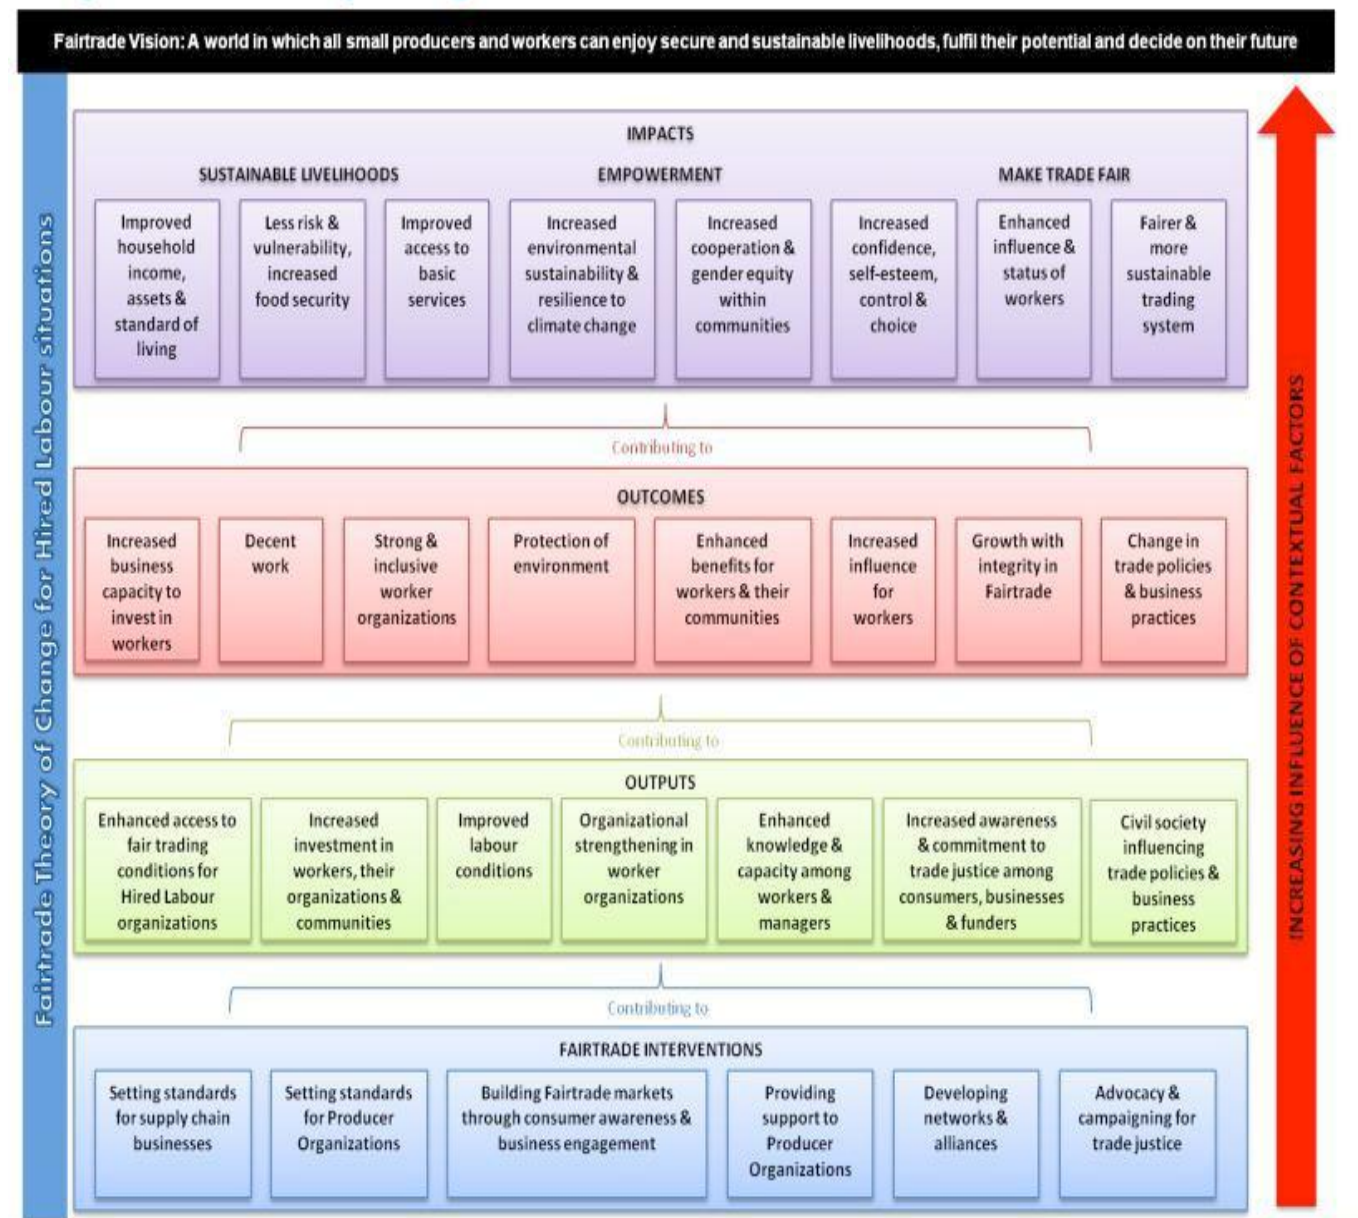 Fairtrade Vision: A world in which all small producers and workers can enjoy secure and sustainable livelihoods, fulfil their potential and decide on their future
Fairtrade Theory of Change for Hired Labour situations
IMPACTS
SUSTAINABLE LIVELIHOODS
EMPOWERMENT
MAKE TRADE FAIR
Improved
household
income,
assets &
standard of
living
Less risk &
vulnerability,
increased
food security
Improved
access to
basic
services
Increased
environmental
sustainability &
resilience to
climate change
Increased
cooperation &
gender equity
within
communities
Increased
confidence,
self-esteem,
control &
choice
Enhanced
influence &
status of
workers
Fairer &
more
sustainable
trading
system
Contributing to
OUTCOMES
Increased
business
capacity to
invest in
workers
Decent
work
Strong &
inclusive
worker
organizations
Protection of
environment
Enhanced
benefits for
workers & their
communities
Increased
influence
for
workers
Growth with
integrity in
Fairtrade
Change in
trade policies
& business
practices
Contributing to
OUTPUTS
Enhanced access to
fair trading
conditions for
Hired Labour
organizations
Increased
investment in
workers, their
organizations &
communities
Improved
labour
conditions
Organizational
strengthening in
worker
organizations
Enhanced
knowledge &
capacity among
workers &
managers
Increased awareness
& commitment to
trade justice among
consumers, businesses
& funders
Civil society
influencing
trade policies &
business
practices
Contributing to
FAIRTRADE INTERVENTIONS
Setting standards
for supply chain
businesses
Setting standards
for Producer
Organizations
Building Fairtrade markets
through consumer awareness &
business engagement
Providing
support to
Producer
Organizations
Developing
networks &
alliances
Advocacy &
campaigning for
trade justice
INCREASING INFLUENCE OF CONTEXTUAL FACTORS